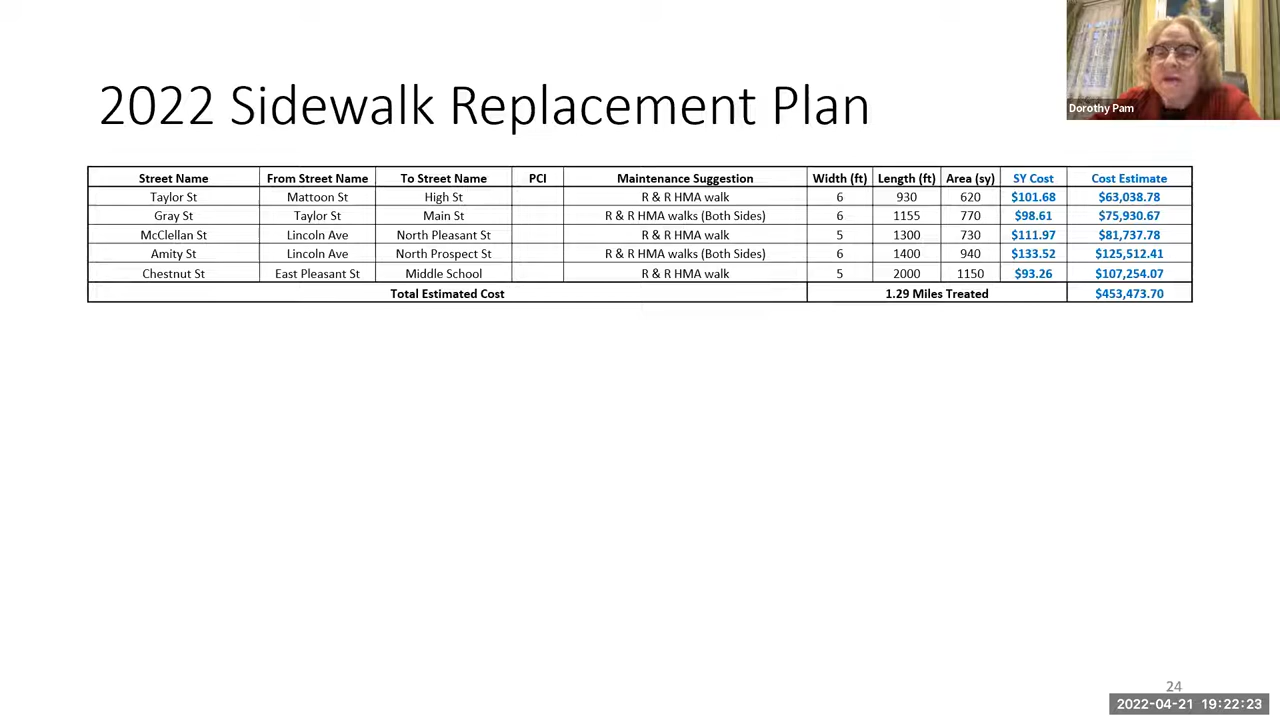 Dorothy Pam
2022 Sidewalk Replacement Plan
Street Name From Street Name To Street Name PCI Maintenance Suggestion Width (ft) Length (ft) Area (sy) SY Cost Cost Estimate
Taylor St Mattoon St High St R & R HMA walk 6 930 620 $101.68 $63,038.78
Gray St Taylor St Main St R & R HMA walks (Both Sides) 6 1155 770 $98.61 $75,930.67
McClellan St Lincoln Ave North Pleasant St R & R HMA walk 5 1300 730 $111.97 $81,737.78
Amity St Lincoln Ave North Prospect St R & R HMA walks (Both Sides) 6 1400 940 $133.52 $125,512.41
Chestnut St East Pleasant St Middle School R & R HMA walk 5 2000 1150 $93.26 $107,254.07
Total Estimated Cost 1.29 Miles Treated $453,473.70
24
2022-04-21 19:22:23